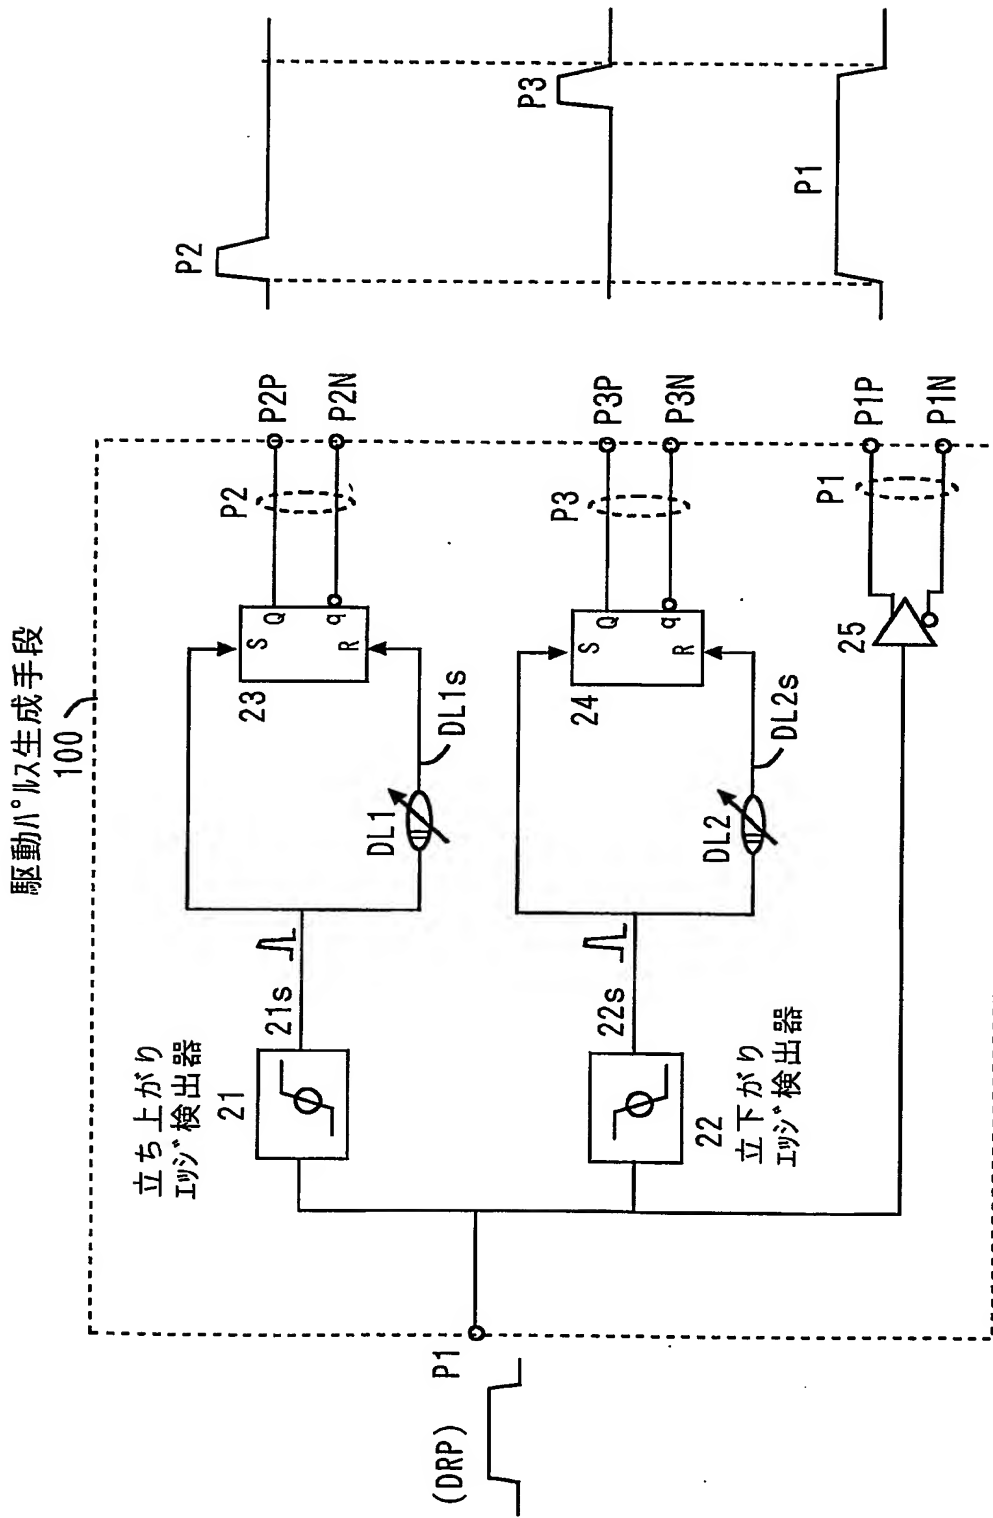 駆動パルス生成手段
100
(DRP)
P1
立ち上がり
エッジ検出器
21
21s
DL1
DL1s
23
S
R
Q
q
P2
P2P
P2N
22
立下がり
エッジ検出器
22s
DL2
DL2s
24
S
R
Q
q
P3
P3P
P3N
25
P1
P1P
P1N
P2
P3
P1